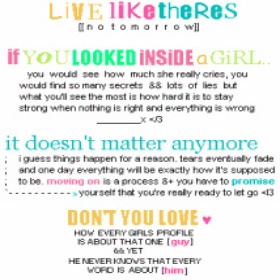 LiVE liketheReS
[[n o t o m o r r o w]]
if YOU LOOKED iNSiDE a GiRL..
you would see how much she really cries, you
would find so many secrets && lots of lies but
what you'll see the most is how hard it is to stay
strong when nothing is right and everything is wrong
_________x </3
it doesn't matter anymore
; i guess things happen for a reason. tears eventually fade
; and one day everything will be exactly how it's supposed
; to be. moving on is a process &+ you have to promise
yourself that you're really ready to let go <l3
DON'T YOU LOVE ♥
HOW EVERY GIRLS PROFILE
IS ABOUT THAT ONE [guy]
&& YET
HE NEVER KNOWS THAT EVERY
WORD IS ABOUT [him]